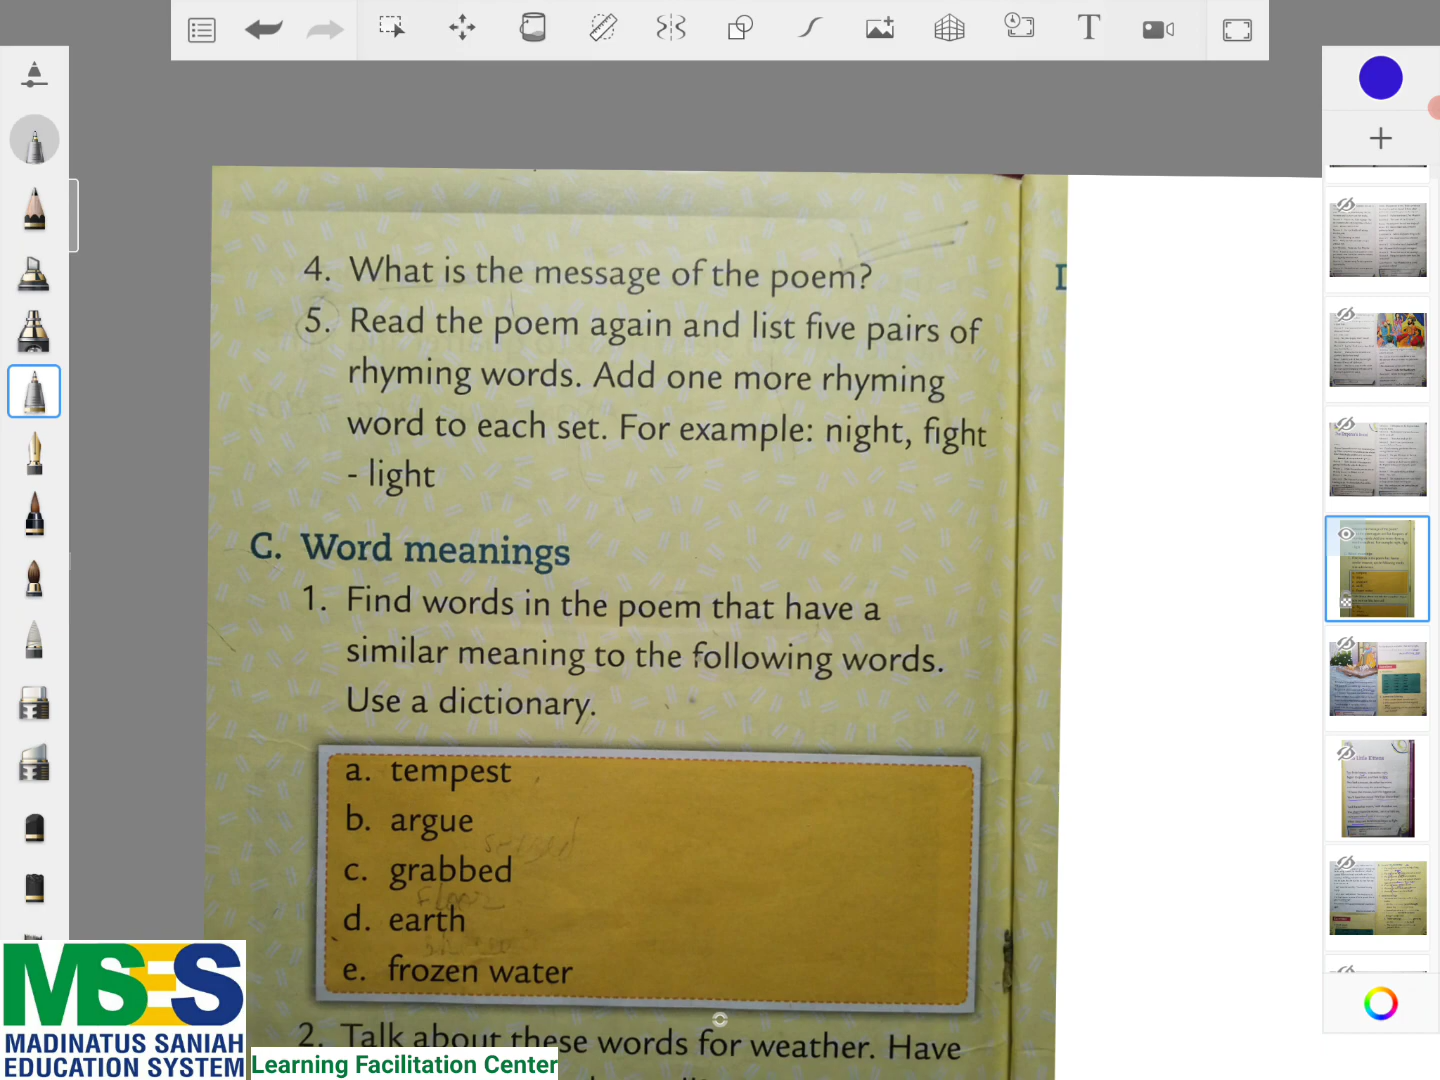 4. What is the message of the poem?
5. Read the poem again and list five pairs of
rhyming words. Add one more rhyming
word to each set. For example: night, fight
- light
C. Word meanings
1. Find words in the poem that have a
similar meaning to the following words.
Use a dictionary.
a. tempest
b. argue
c. grabbed
d. earth
e. frozen water
2. Talk about these words for weather. Have
MSES
MADINATUS SANIAH
EDUCATION SYSTEM
Learning Facilitation Center